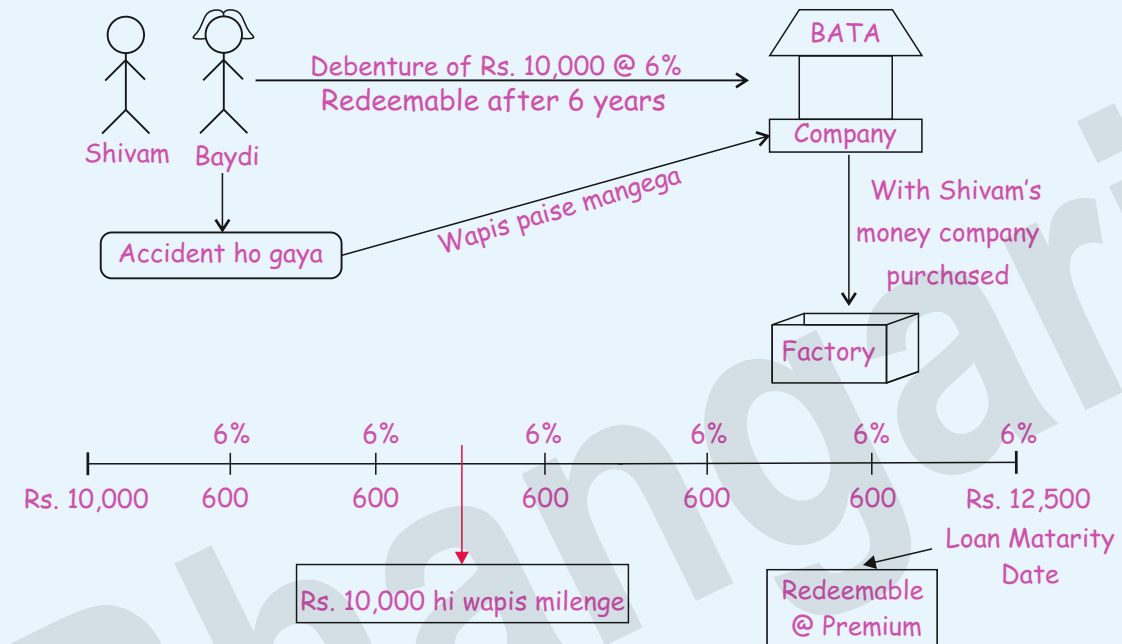 BATA
Debenture of Rs. 10,000 @ 6%
Redeemable after 6 years
Company
Shivam
Baydi
Wapis paise mangega
With Shivam's
money company
purchased
Accident ho gaya
Factory
6%
6%
6%
6%
6%
6%
Rs. 10,000
600
600
600
600
600
Rs. 12,500
Loan Matarity
Date
Rs. 10,000 hi wapis milenge
Redeemable
@ Premium